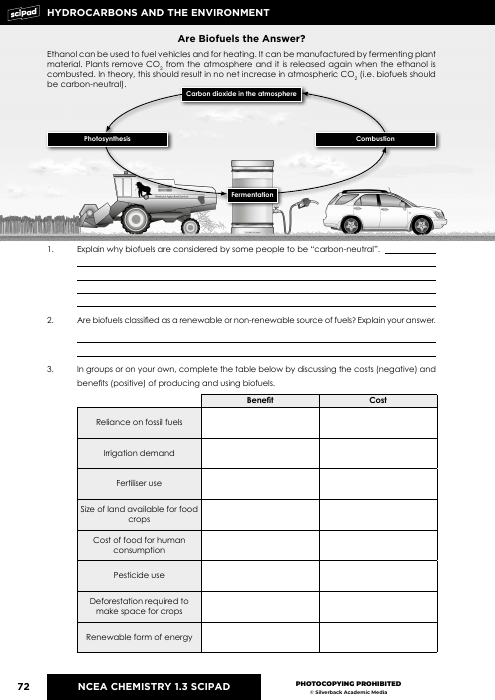 scipad
HYDROCARBONS AND THE ENVIRONMENT
Are Biofuels the Answer?
Ethanol can be used to fuel vehicles and for heating. It can be manufactured by fermenting plant
material. Plants remove CO2 from the atmosphere and it is released again when the ethanol is
combusted. In theory, this should result in no net increase in atmospheric CO2 (i.e. biofuels should
be carbon-neutral).
Carbon dioxide in the atmosphere
Photosynthesis
Combustion
Fermentation
1. Explain why biofuels are considered by some people to be “carbon-neutral”.
2. Are biofuels classified as a renewable or non-renewable source of fuels? Explain your answer.
3. In groups or on your own, complete the table below by discussing the costs (negative) and
benefits (positive) of producing and using biofuels.
Benefit Cost
Reliance on fossil fuels
Irrigation demand
Fertiliser use
Size of land available for food
crops
Cost of food for human
consumption
Pesticide use
Deforestation required to
make space for crops
Renewable form of energy
72
NCEA CHEMISTRY 1.3 SCIPAD
PHOTOCOPYING PROHIBITED
© Silverback Academic Media